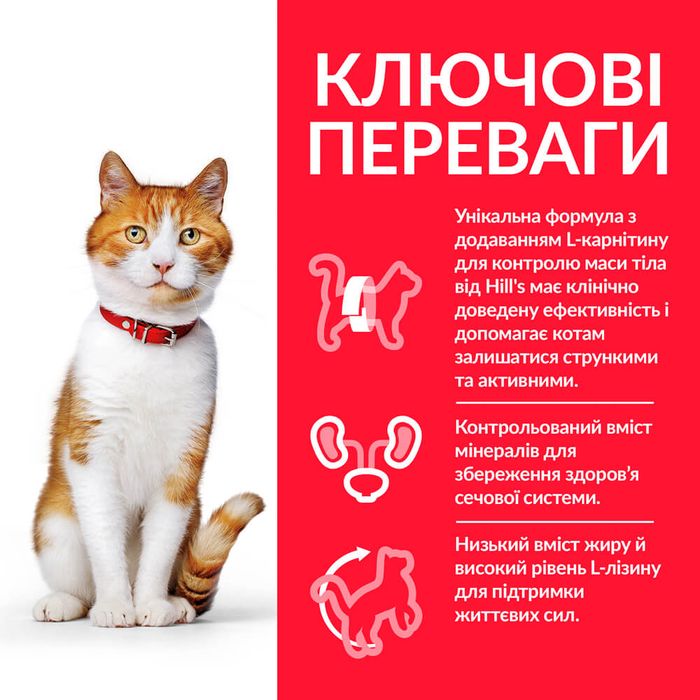 КЛЮЧОВІ
ПЕРЕВАГИ
Унікальна формула з
додаванням L-карнітину
для контролю маси тіла
від Hill's має клінічно
доведену ефективність і
допомагає котам
залишатися стрункими
та активними.
Контрольований вміст
мінералів для
збереження здоров'я
сечової системи.
Низький вміст жиру й
високий рівень L-лізину
для підтримки
життєвих сил.